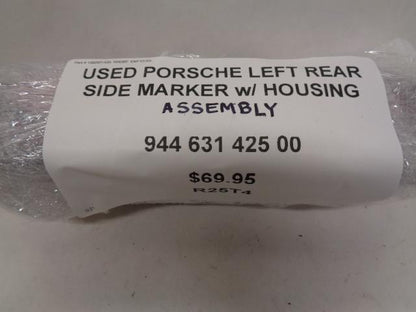 USED PORSCHE LEFT REAR
SIDE MARKER w/ HOUSING
ASSEMBLY
944 631 425 00
$69.95
R25T4